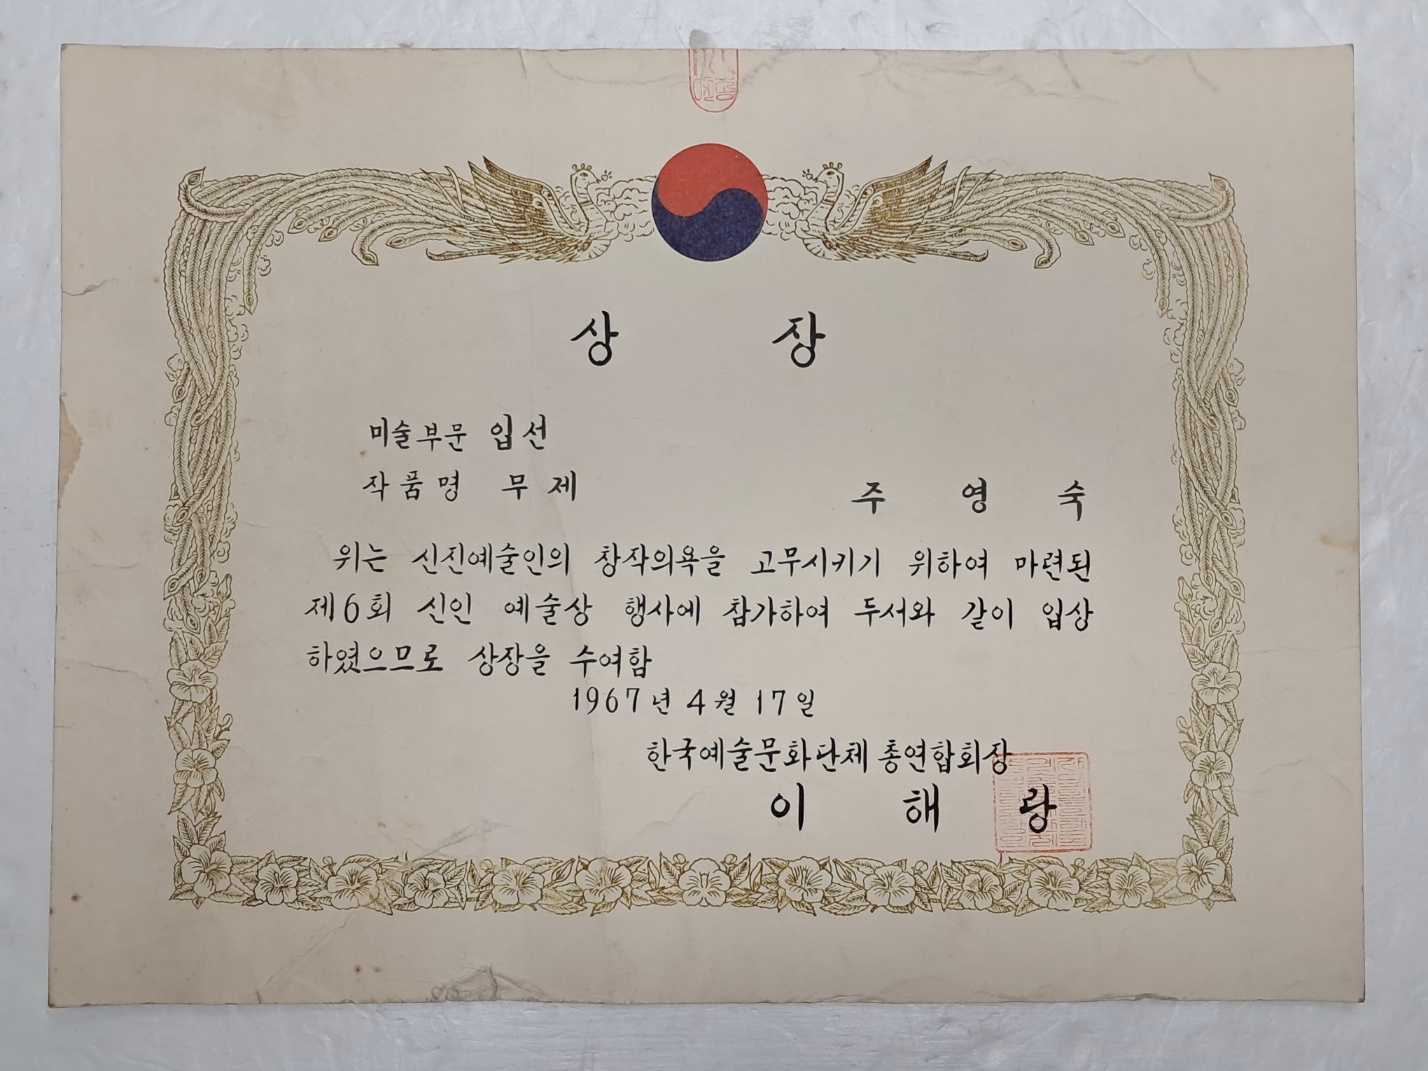 상 장
미술부문 입선
작품명 무제
주 영 숙
위는 신진예술인의 창작의욕을 고무시키기 위하여 마련된
제6회 신인 예술상 행사에 참가하여 두서와 같이 입상
하였으므로 상장을 수여함
1967년 4월 17일
한국예술문화단체 총연합회장
이 해 랑